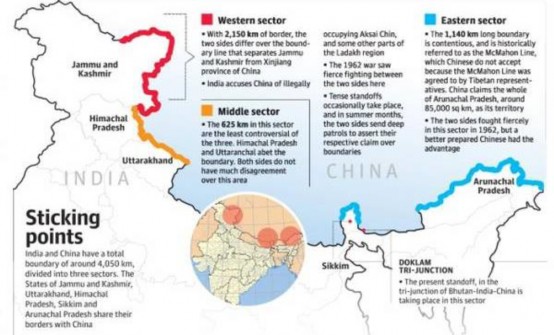 Western sector
• With 2,150 km of border, the
two sides differ over the bound-
ary line that separates Jammu
and Kashmir from Xinjiang
province of China
• India accuses China of illegally
occupying Aksai Chin,
and some other parts of
the Ladakh region
• The 1962 war saw
fierce fighting between
the two sides here
• Tense standoffs
occasionally take place,
and in summer months,
the two sides send deep
patrols to assert their
respective claim over
boundaries
Eastern sector
• The 1,140 km long boundary
is contentious, and is historically
referred to as the McMahon Line,
which Chinese do not accept
because the McMahon Line was
agreed to by Tibetan represent-
atives. China claims the whole
of Arunachal Pradesh, around
85,000 sq km, as its territory
• The two sides fought fiercely
in this sector in 1962, but a
better prepared Chinese had the
advantage
Middle sector
• The 625 km in this sector
are the least controversial of
the three. Himachal Pradesh
and Uttaranchal abet the
boundary. Both sides do not
have much disagreement
over this area
Jammu and
Kashmir
Himachal
Pradesh
Uttarakhand
INDIA
CHINA
Arunachal
Pradesh
Sikkim
Sticking
points
India and China have a total
boundary of around 4,050 km,
divided into three sectors. The
States of Jammu and Kashmir,
Uttarakhand, Himachal
Pradesh, Sikkim and
Arunachal Pradesh share their
borders with China
DOKLAM
TRI-JUNCTION
• The present standoff, in the
tri-junction of Bhutan-India-China is
taking place in this sector